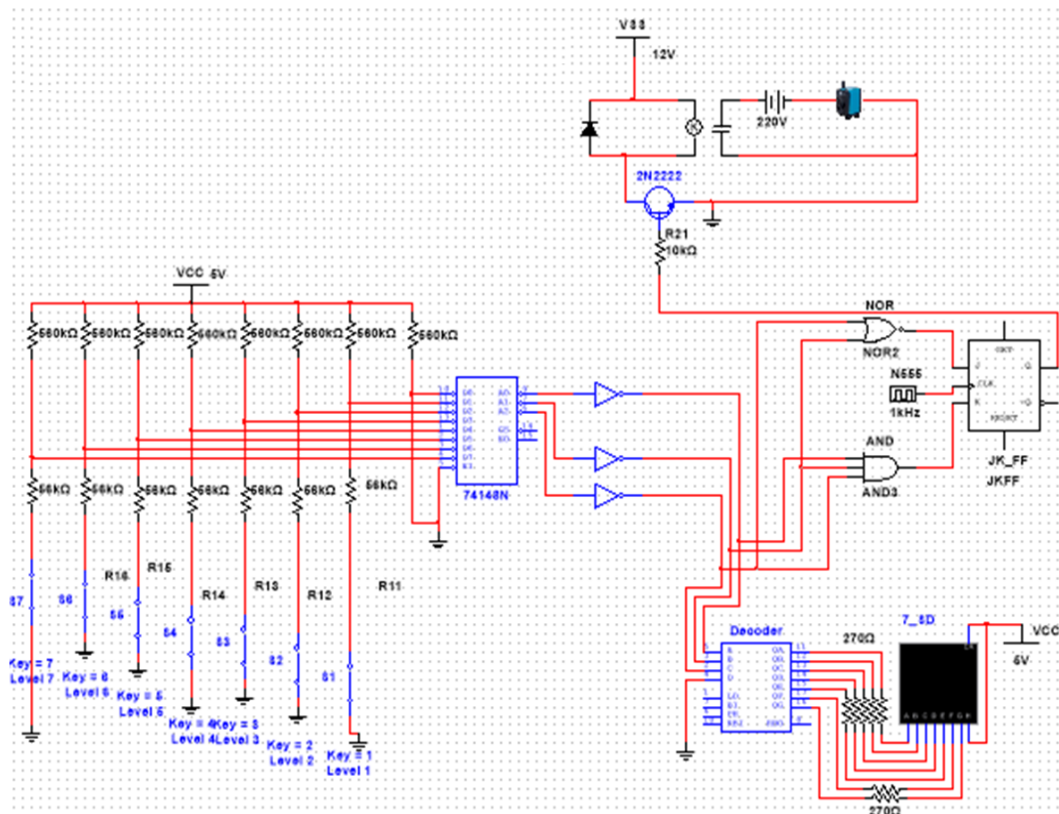 V33
12V
220V
2N2222
R21
10kΩ
VCC 5V
560kΩ
560kΩ
560kΩ
560kΩ
560kΩ
560kΩ
560kΩ
560kΩ
NOR
NOR2
N555
1kHz
J
CLK
K
Q
~Q
RESET
JK_FF
JKFF
AND
AND3
74148N
56kΩ
56kΩ
56kΩ
56kΩ
56kΩ
56kΩ
R16
R15
R14
R13
R12
R11
S7
S6
S5
S4
S3
S2
S1
Key = 7
Level 7
Key = 6
Level 6
Key = 5
Level 5
Key = 4
Level 4
Key = 3
Level 3
Key = 2
Level 2
Key = 1
Level 1
Decoder
A
B
C
D
270Ω
7_SD
VCC
5V
A B C D E F G H
270Ω